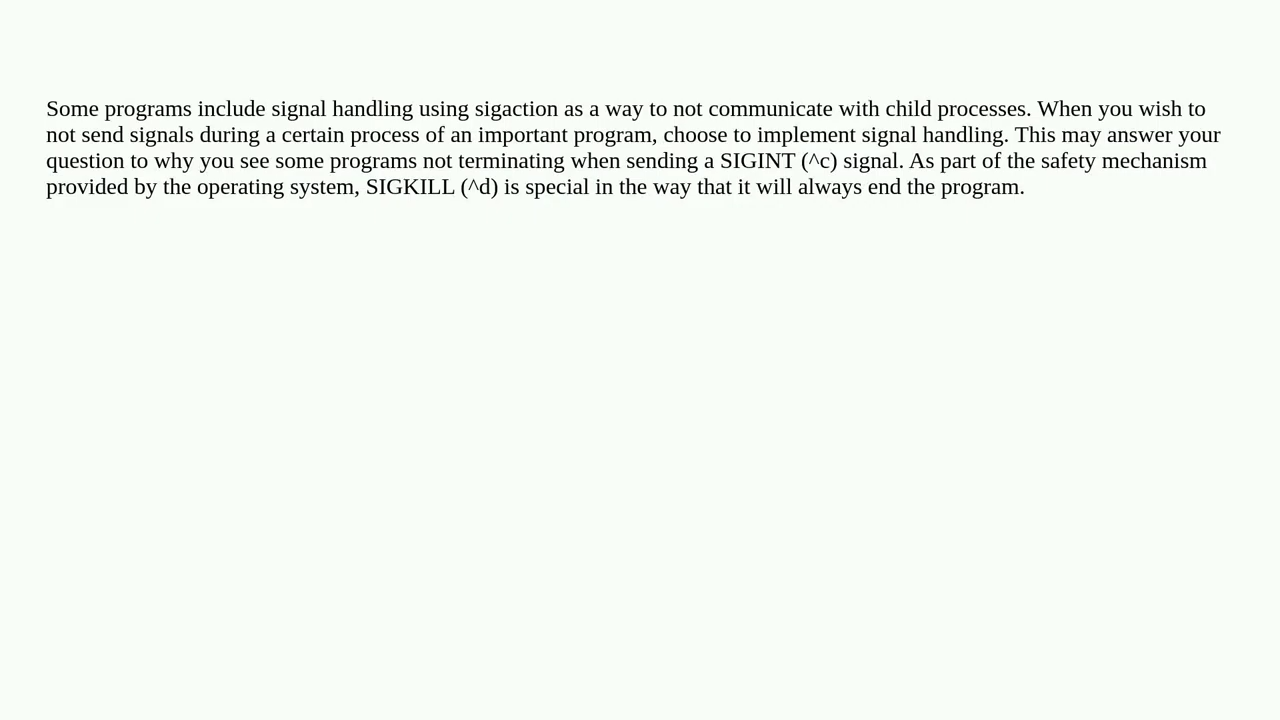 Some programs include signal handling using sigaction as a way to not communicate with child processes. When you wish to
not send signals during a certain process of an important program, choose to implement signal handling. This may answer your
question to why you see some programs not terminating when sending a SIGINT (^c) signal. As part of the safety mechanism
provided by the operating system, SIGKILL (^d) is special in the way that it will always end the program.